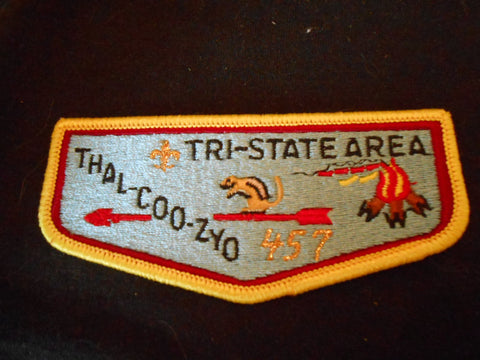 TRI-STATE AREA
THAL-COO-ZYO
457